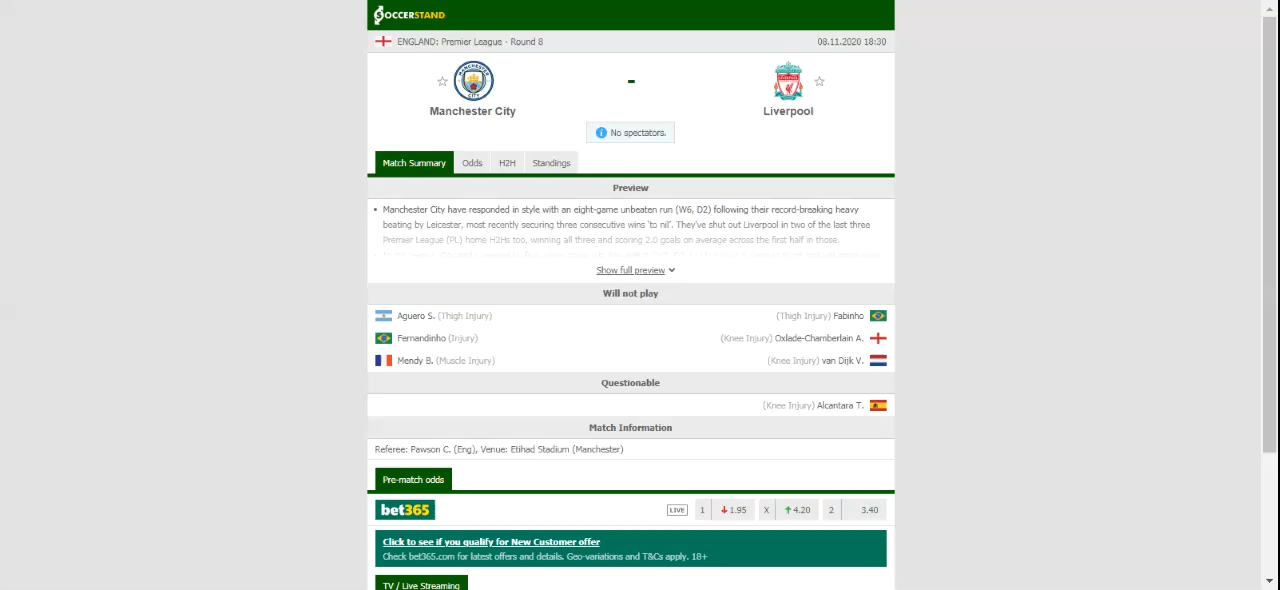 SOCCERSTAND
ENGLAND: Premier League - Round 8 08.11.2020 18:30
MANCHESTER CITY
-
Manchester City Liverpool
No spectators.
Match Summary Odds H2H Standings
Preview
• Manchester City have responded in style with an eight-game unbeaten run (W6, D2) following their record-breaking heavy
beating by Leicester, most recently securing three consecutive wins 'to nil'. They've shut out Liverpool in two of the last three
Premier League (PL) home H2Hs too, winning all three and scoring 2.0 goals on average across the first half in those.
Show full preview
Will not play
Aguero S. (Thigh Injury) (Thigh Injury) Fabinho
Fernandinho (Injury) (Knee Injury) Oxlade-Chamberlain A.
Mendy B. (Muscle Injury) (Knee Injury) van Dijk V.
Questionable
(Knee Injury) Alcantara T.
Match Information
Referee: Pawson C. (Eng), Venue: Etihad Stadium (Manchester)
Pre-match odds
bet365 LIVE 1 1.95 X 4.20 2 3.40
Click to see if you qualify for New Customer offer
Check bet365.com for latest offers and details. Geo-variations and T&Cs apply. 18+
TV / Live Streaming